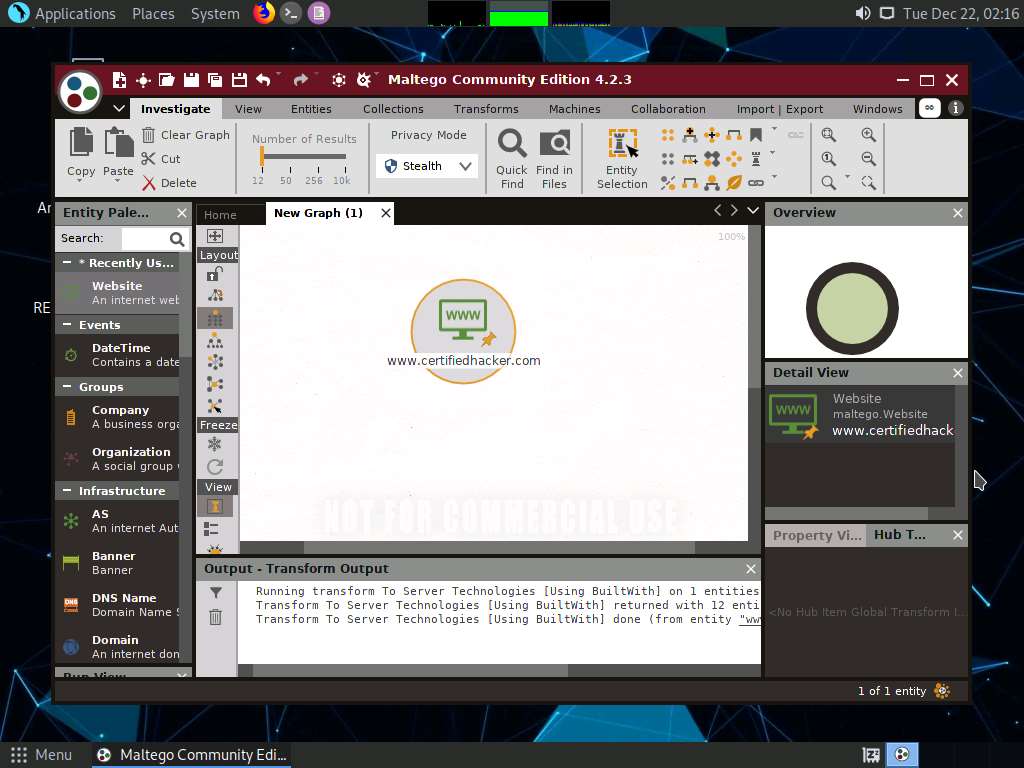 Applications Places System
Tue Dec 22, 02:16
Maltego Community Edition 4.2.3
Investigate View Entities Collections Transforms Machines Collaboration Import | Export Windows
Copy
Paste
Clear Graph
Cut
Delete
Number of Results
12 50 256 10k
Privacy Mode
Stealth
Quick
Find
Find in
Files
Entity
Selection
Entity Pale...
Search:
* Recently Us...
Website
An internet web
Events
DateTime
Contains a date
Groups
Company
A business orga
Organization
A social group
Infrastructure
AS
An internet Aut
Banner
Banner
DNS
DNS Name
Domain Name S
Domain
An internet don
Run View
Home
New Graph (1)
Layout
Freeze
View
100%
WWW
www.certifiedhacker.com
NOT FOR COMMERCIAL USE
Overview
Detail View
WWW
Website
maltego.Website
www.certifiedhack
Property Vi...
Hub T...
<No Hub Item Global Transform I...
Output - Transform Output
Running transform To Server Technologies [Using BuiltWith] on 1 entities
Transform To Server Technologies [Using BuiltWith] returned with 12 enti
Transform To Server Technologies [Using BuiltWith] done (from entity "ww
1 of 1 entity
Ar
RE
Menu
Maltego Community Edi...